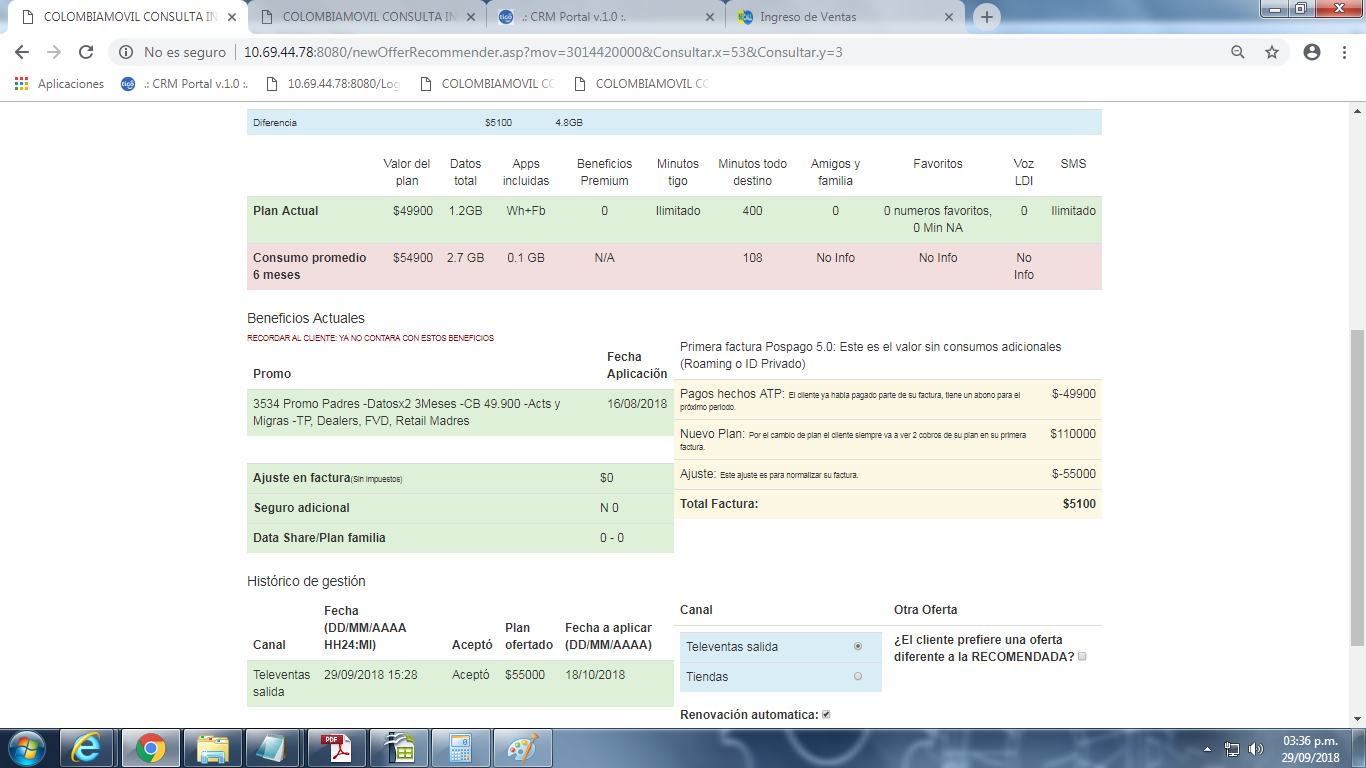 COLOMBIAMOVIL CONSULTA IN
COLOMBIAMOVIL CONSULTA IN
tigo .: CRM Portal v.1.0 :.
Ingreso de Ventas
No es seguro 10.69.44.78:8080/newOfferRecommender.asp?mov=3014420000&Consultar.x=53&Consultar.y=3
Aplicaciones
tigo .: CRM Portal v.1.0 :.
10.69.44.78:8080/Log
COLOMBIAMOVIL CO
COLOMBIAMOVIL CO
Diferencia $5100 4.8GB
Valor del plan Datos total Apps incluidas Beneficios Premium Minutos tigo Minutos todo destino Amigos y familia Favoritos Voz LDI SMS
Plan Actual $49900 1.2GB Wh+Fb 0 Ilimitado 400 0 0 numeros favoritos, 0 Min NA 0 Ilimitado
Consumo promedio 6 meses $54900 2.7 GB 0.1 GB N/A 108 No Info No Info No Info
Beneficios Actuales
RECORDAR AL CLIENTE: YA NO CONTARA CON ESTOS BENEFICIOS
Promo Fecha Aplicaciõn
3534 Promo Padres -Datosx2 3Meses -CB 49.900 -Acts y 16/08/2018
Migras -TP, Dealers, FVD, Retail Madres
Ajuste en factura(Sin impuestos) $0
Seguro adicional N 0
Data Share/Plan familia 0 - 0
Primera factura Pospago 5.0: Este es el valor sin consumos adicionales
(Roaming o ID Privado)
Pagos hechos ATP: El cliente ya habia pagado parte de su factura, tiene un abono para el $-49900
próximo periodo.
Nuevo Plan: Por el cambio de plan el cliente siempre va a ver 2 cobros de su plan en su primera $110000
factura.
Ajuste: Este ajuste es para normalizar su factura. $-55000
Total Factura: $5100
Histórico de gestión
Canal Fecha (DD/MM/AAAA HH24:MI) Aceptó Plan ofertado Fecha a aplicar (DD/MM/AAAA)
Televentas salida 29/09/2018 15:28 Aceptó $55000 18/10/2018
Canal Otra Oferta
Televentas salida
Tiendas
¿El cliente prefiere una oferta
diferente a la RECOMENDADA?
Renovación automatica:
PDF
03:36 p.m.
29/09/2018